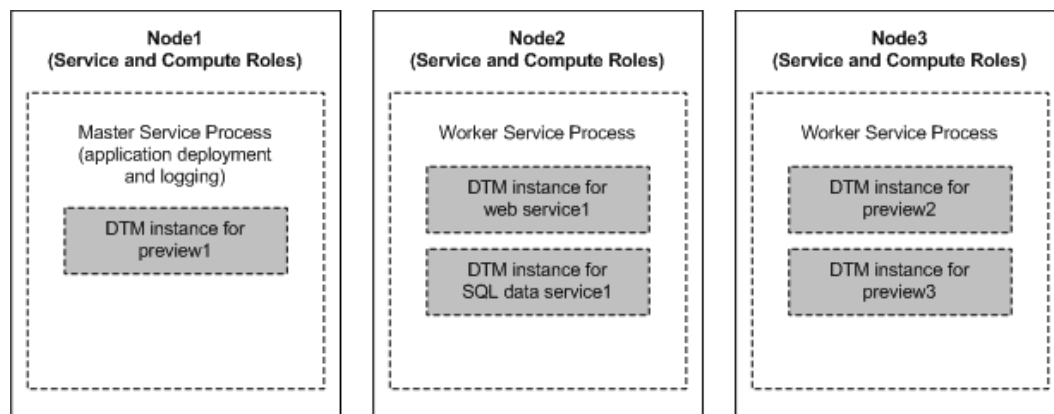 Node1
(Service and Compute Roles)
Master Service Process
(application deployment
and logging)
DTM instance for
preview1
Node2
(Service and Compute Roles)
Worker Service Process
DTM instance for
web service1
DTM instance for
SQL data service1
Node3
(Service and Compute Roles)
Worker Service Process
DTM instance for
preview2
DTM instance for
preview3